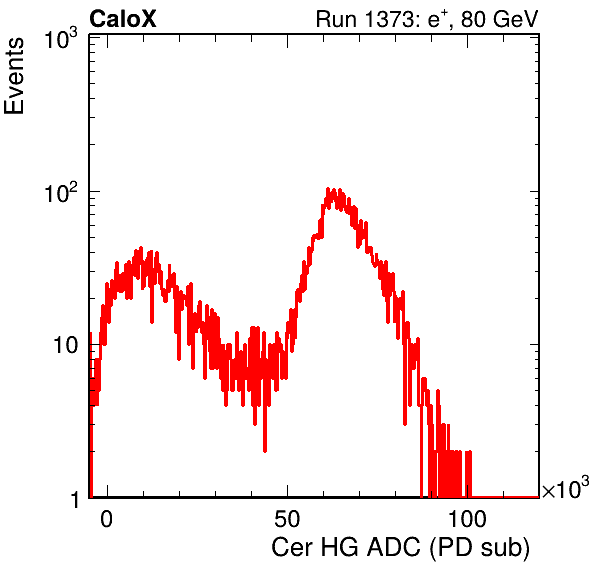 CaloX Run 1373: e⁺, 80 GeV
Events
10³
10²
10
1
0 50 100 ×10³
Cer HG ADC (PD sub)